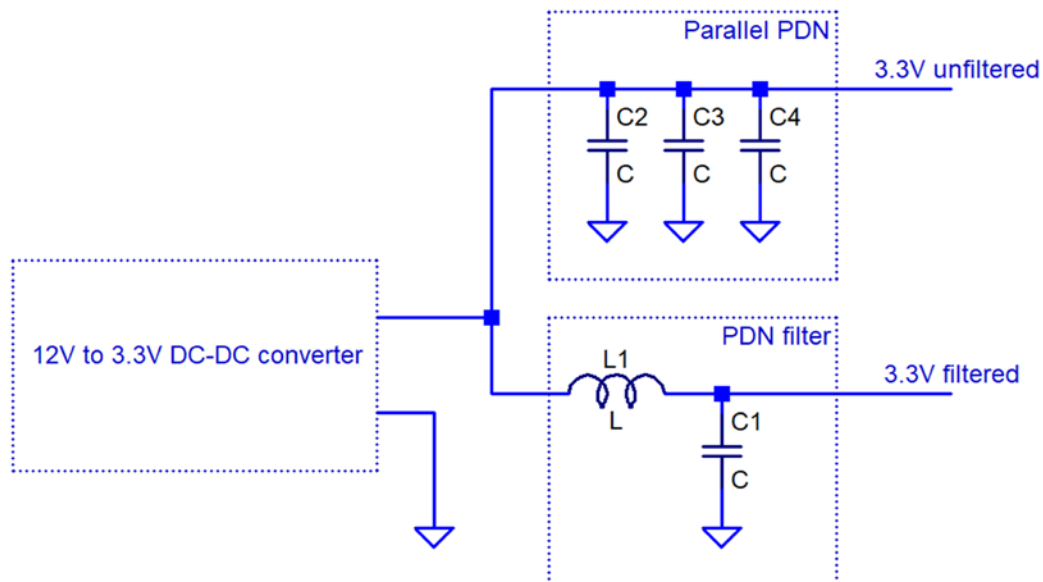 Parallel PDN
3.3V unfiltered
C2
C3
C4
C
C
C
12V to 3.3V DC-DC converter
PDN filter
L1
3.3V filtered
L
C1
C